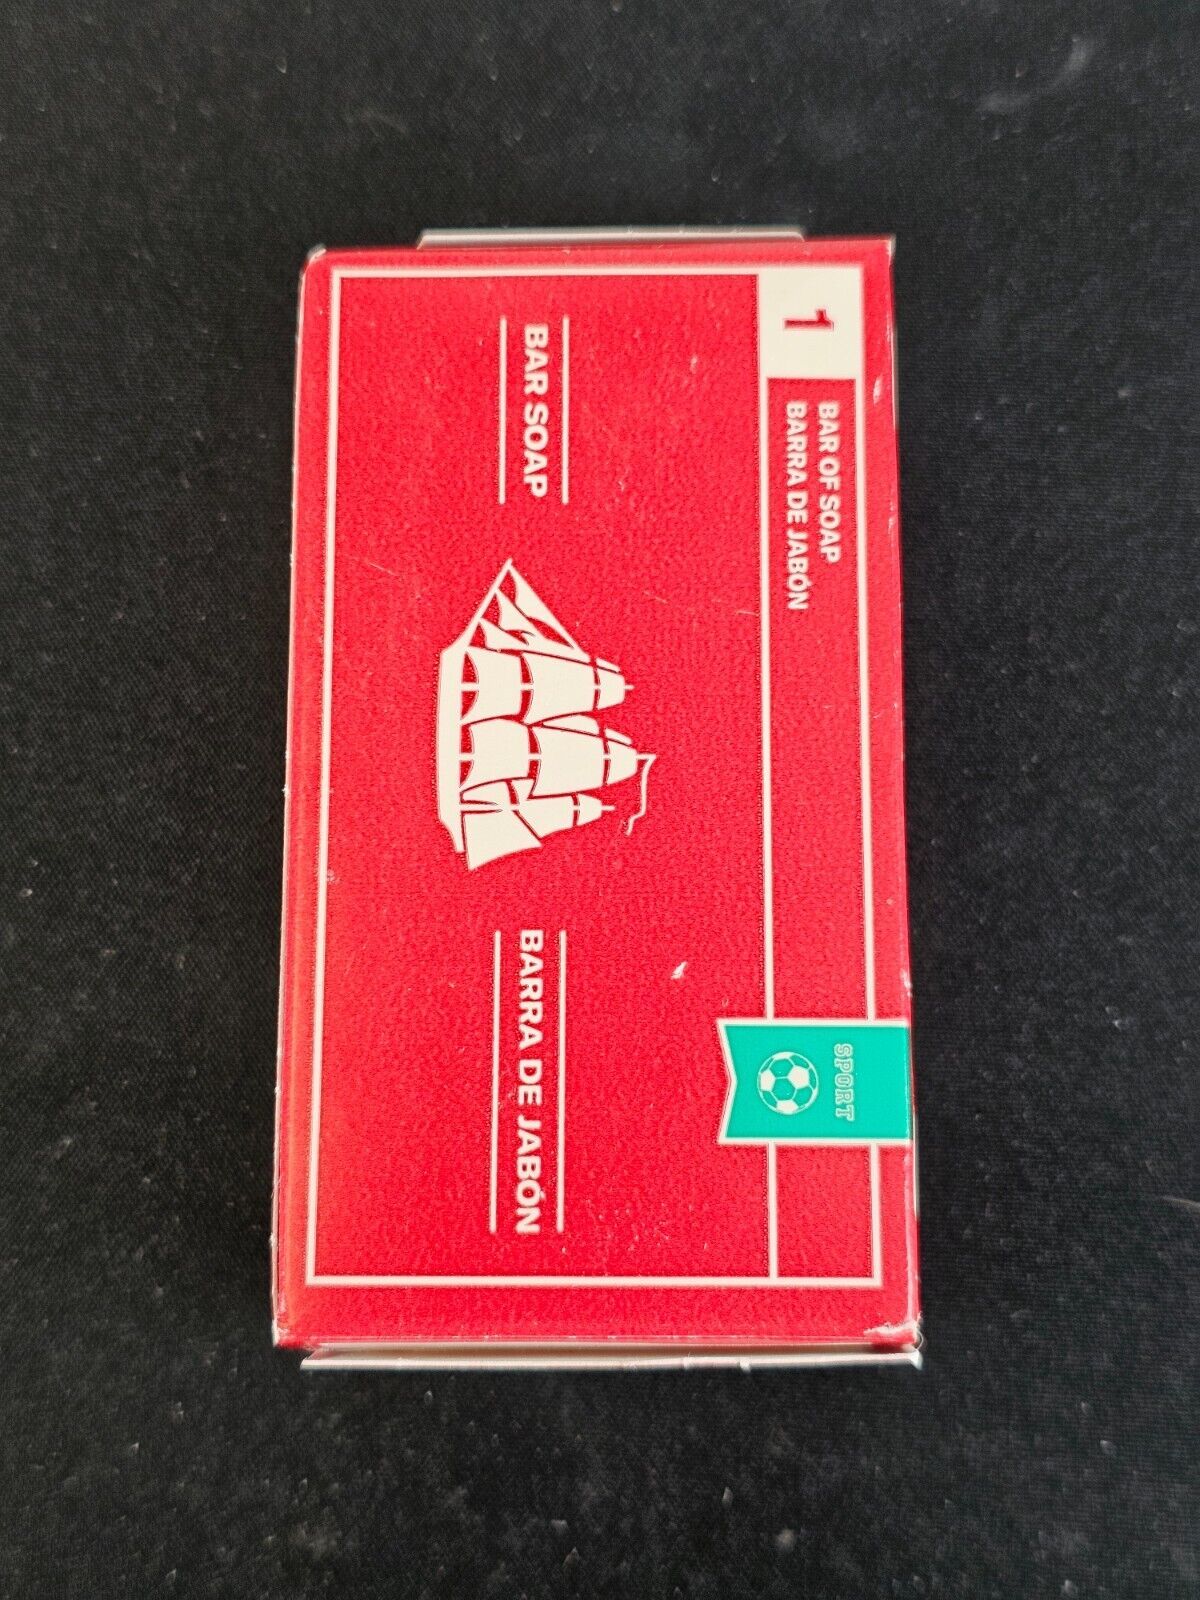 1
BAR OF SOAP
BARRA DE JABÓN
SPORT
BAR SOAP
BARRA DE JABÓN